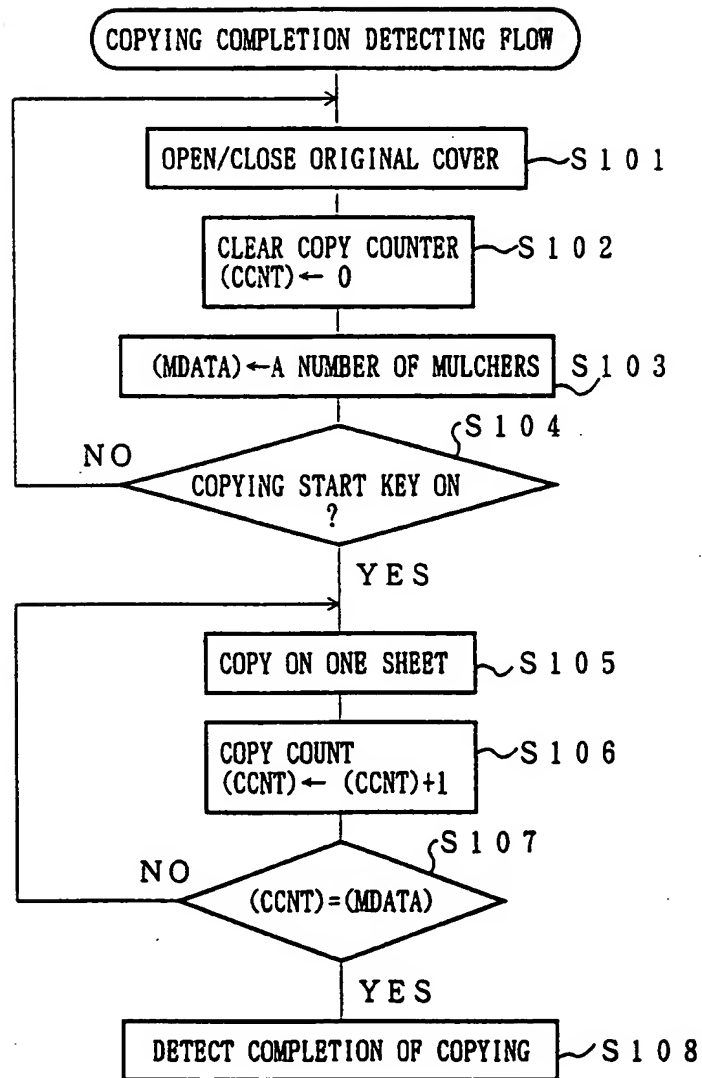 COPYING COMPLETION DETECTING FLOW
OPEN/CLOSE ORIGINAL COVER
S101
CLEAR COPY COUNTER
(CCNT)← 0
S102
(MDATA)←A NUMBER OF MULCHERS
S103
S104
NO
COPYING START KEY ON
?
YES
COPY ON ONE SHEET
S105
COPY COUNT
(CCNT)← (CCNT)+1
S106
S107
NO
(CCNT)=(MDATA)
YES
DETECT COMPLETION OF COPYING
S108